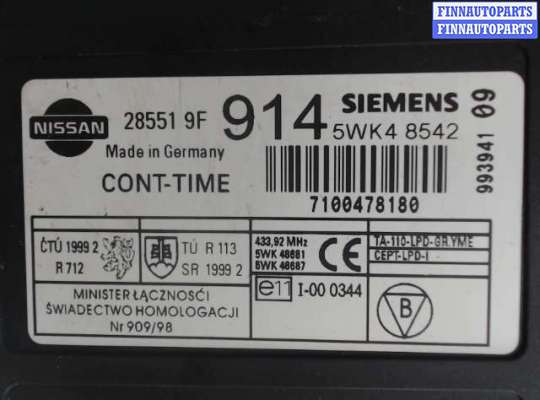 FINNAUTOPARTS
FINNAUTOPARTS
NISSAN
28551 9F 914
SIEMENS
5WK4 8542
993941 09
Made in Germany
CONT-TIME
7100478180
ČTÚ 1999 2
R 712
TÚ R 113
SR 1999 2
433,92 MHz
5WK 48681
5WK 48687
CE
TA-110-LPD-GR.YME
CEPT-LPD-I
MINISTER ŁĄCZNOŚCI
ŚWIADECTWO HOMOLOGACJI
Nr 909/98
e11 I-00 0344
B